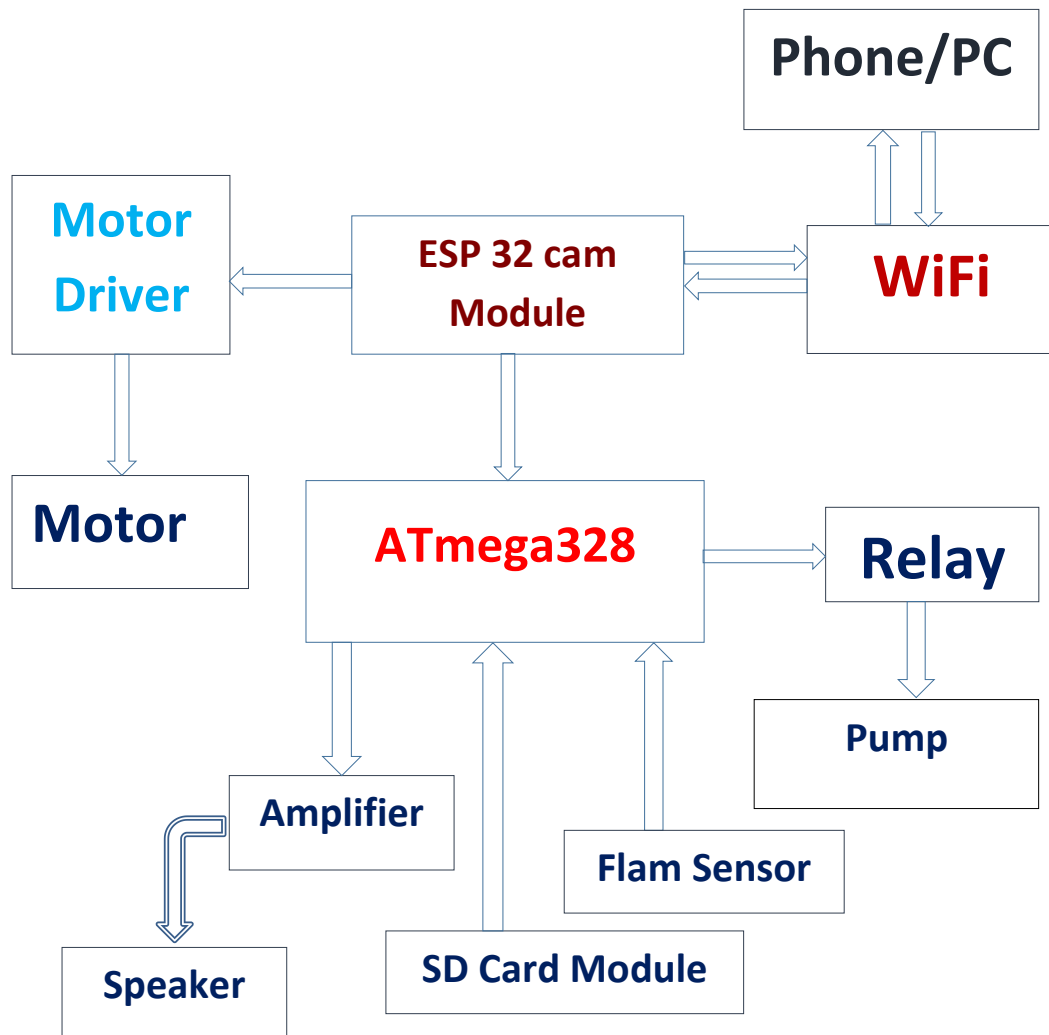 Phone/PC
Motor
Driver
ESP 32 cam
Module
WiFi
Motor
ATmega328
Relay
Pump
Amplifier
Flam Sensor
SD Card Module
Speaker